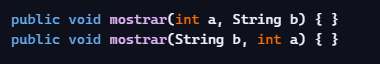 public void mostrar(int a, String b) { }
public void mostrar(String b, int a) { }